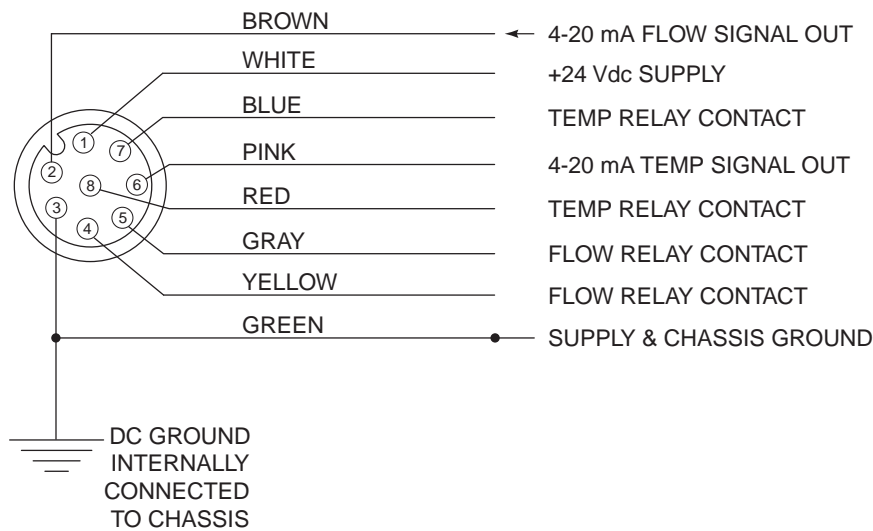 BROWN 4-20 mA FLOW SIGNAL OUT
WHITE +24 Vdc SUPPLY
BLUE TEMP RELAY CONTACT
PINK 4-20 mA TEMP SIGNAL OUT
RED TEMP RELAY CONTACT
GRAY FLOW RELAY CONTACT
YELLOW FLOW RELAY CONTACT
GREEN SUPPLY & CHASSIS GROUND
1
7
2
8
6
3
5
4
DC GROUND
INTERNALLY
CONNECTED
TO CHASSIS